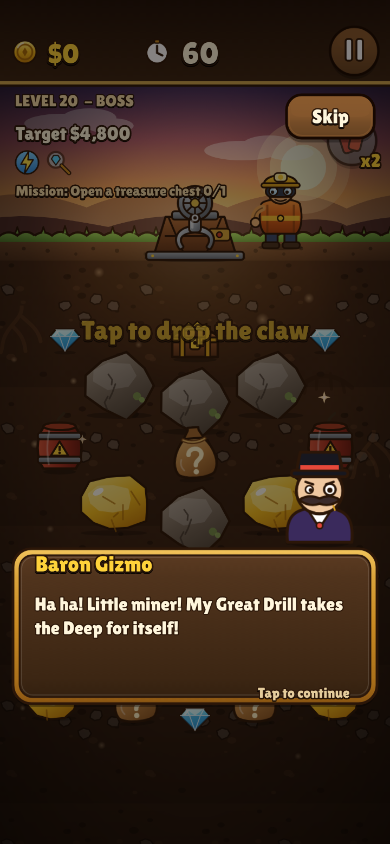 $0
60
LEVEL 20 – BOSS
Target $4,800
Skip
x2
Mission: Open a treasure chest 0/1
Tap to drop the claw
?
Baron Gizmo
Ha ha! Little miner! My Great Drill takes
the Deep for itself!
Tap to continue